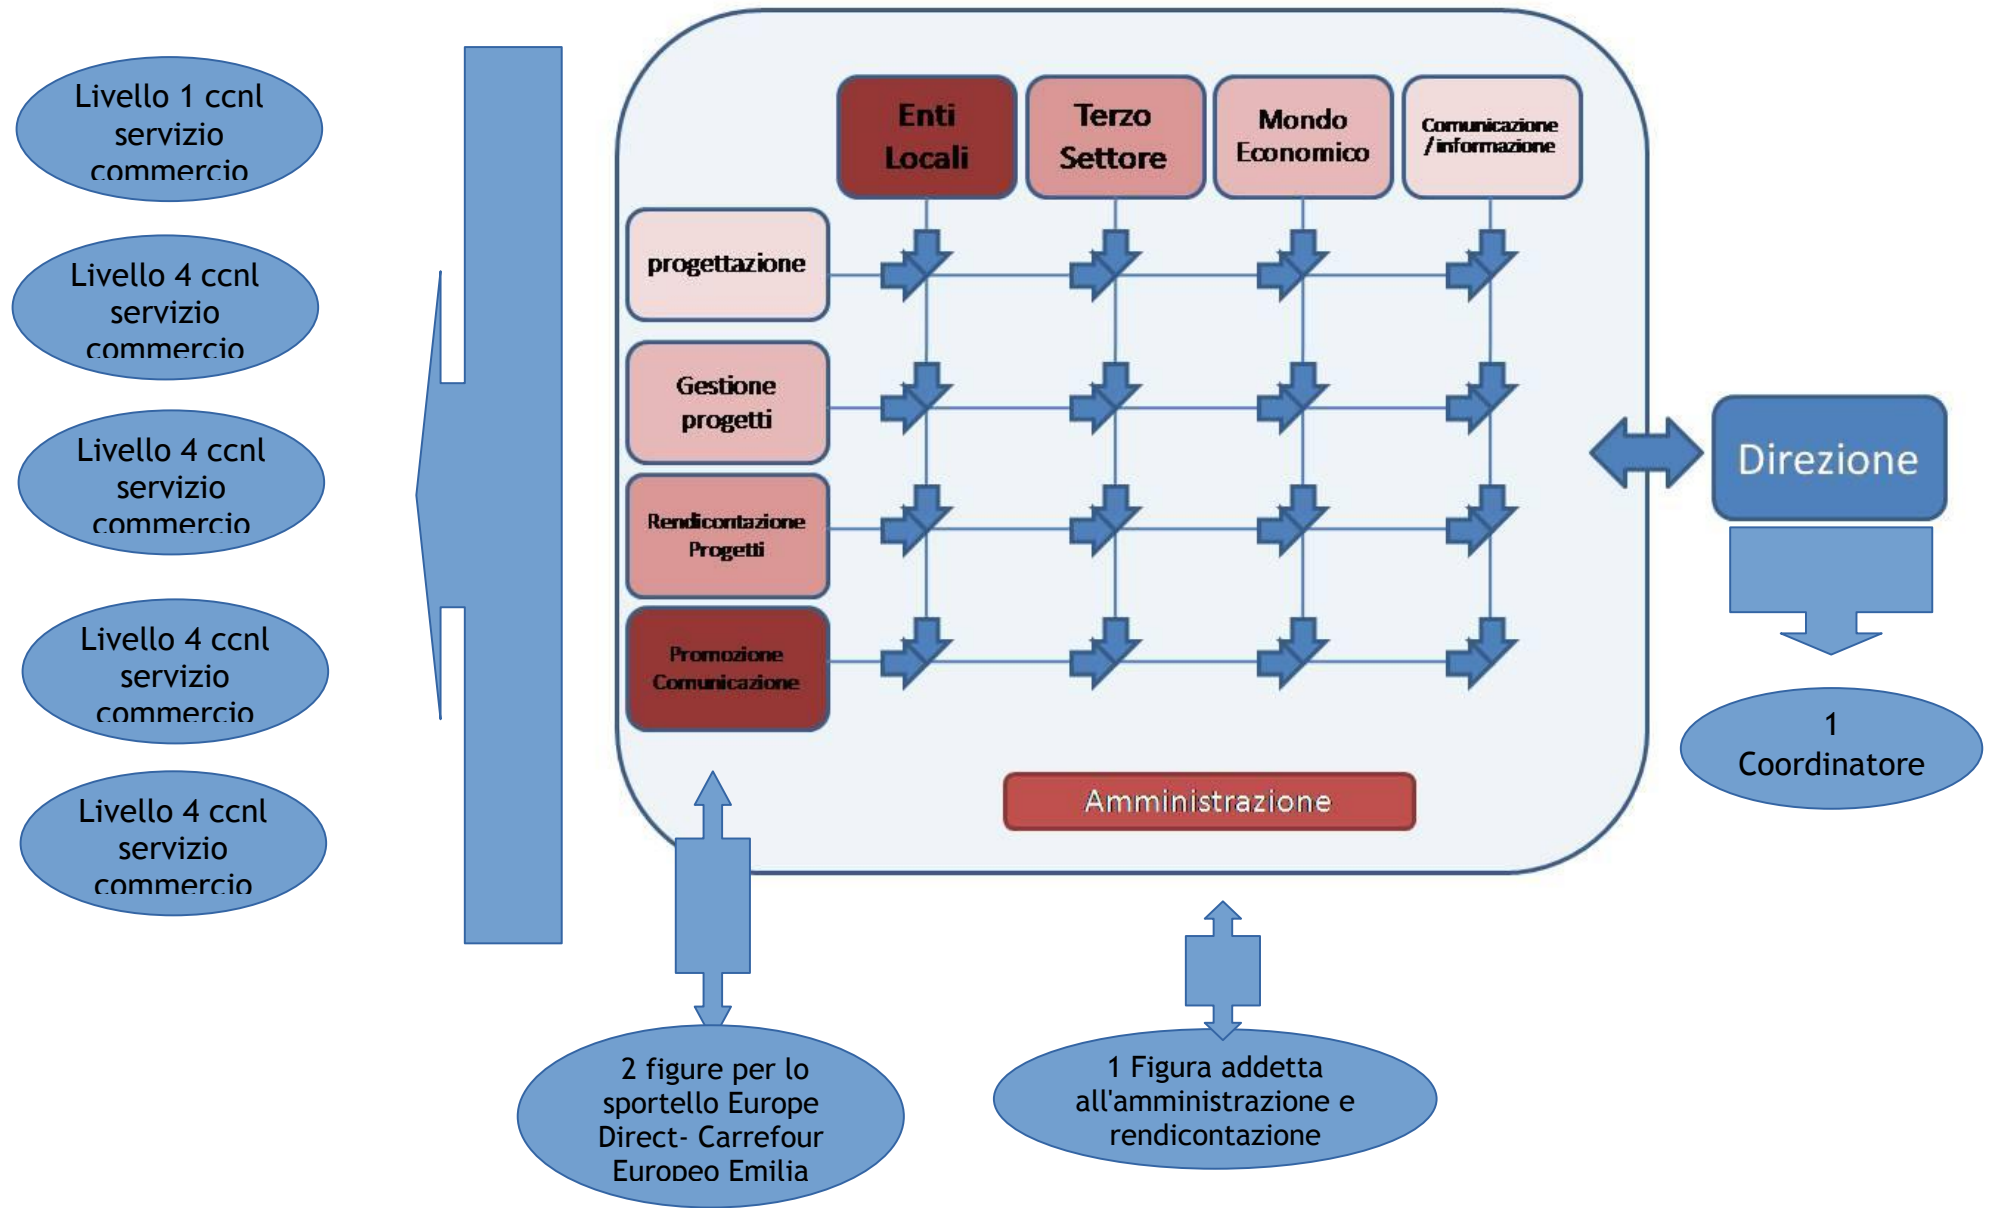 Livello 1 ccnl
servizio
commercio
Livello 4 ccnl
servizio
commercio
Livello 4 ccnl
servizio
commercio
Livello 4 ccnl
servizio
commercio
Livello 4 ccnl
servizio
commercio
Enti
Locali
Terzo
Settore
Mondo
Economico
Comunicazione
/informazione
progettazione
Gestione
progetti
Rendicontazione
Progetti
Promozione
Comunicazione
Amministrazione
Direzione
1
Coordinatore
2 figure per lo
sportello Europe
Direct- Carrefour
Europeo Emilia
1 Figura addetta
all'amministrazione e
rendicontazione